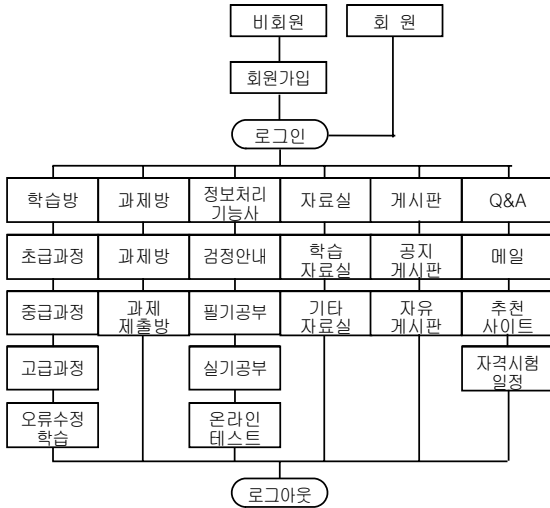 비회원
회 원
회원가입
로그인
학습방
과제방
정보처리
기능사
자료실
게시판
Q&A
초급과정
과제방
검정안내
학습
자료실
공지
게시판
메일
중급과정
과제
제출방
필기공부
기타
자료실
자유
게시판
추천
사이트
고급과정
실기공부
자격시험
일정
오류수정
학습
온라인
테스트
로그아웃